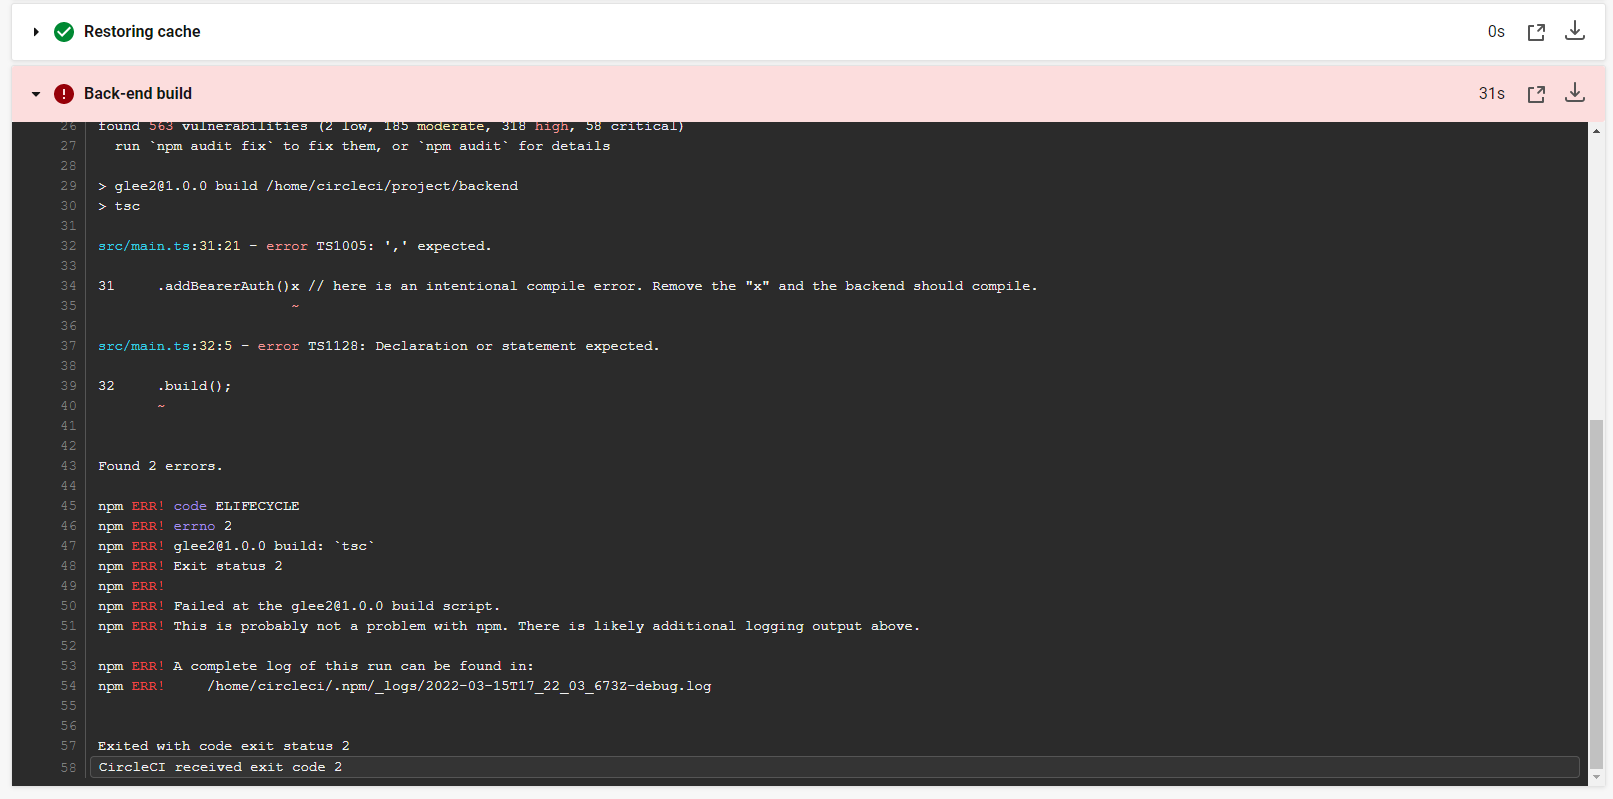 Restoring cache 0s
Back-end build 31s
26 found 563 vulnerabilities (2 low, 185 moderate, 318 high, 58 critical)
27 run `npm audit fix` to fix them, or `npm audit` for details
28
29 > glee2@1.0.0 build /home/circleci/project/backend
30 > tsc
31
32 src/main.ts:31:21 - error TS1005: ',' expected.
33
34 31 .addBearerAuth()x // here is an intentional compile error. Remove the "x" and the backend should compile.
35 ~
36
37 src/main.ts:32:5 - error TS1128: Declaration or statement expected.
38
39 32 .build();
40 ~
41
42
43 Found 2 errors.
44
45 npm ERR! code ELIFECYCLE
46 npm ERR! errno 2
47 npm ERR! glee2@1.0.0 build: `tsc`
48 npm ERR! Exit status 2
49 npm ERR!
50 npm ERR! Failed at the glee2@1.0.0 build script.
51 npm ERR! This is probably not a problem with npm. There is likely additional logging output above.
52
53 npm ERR! A complete log of this run can be found in:
54 npm ERR! /home/circleci/.npm/_logs/2022-03-15T17_22_03_673Z-debug.log
55
56
57 Exited with code exit status 2
58 CircleCI received exit code 2